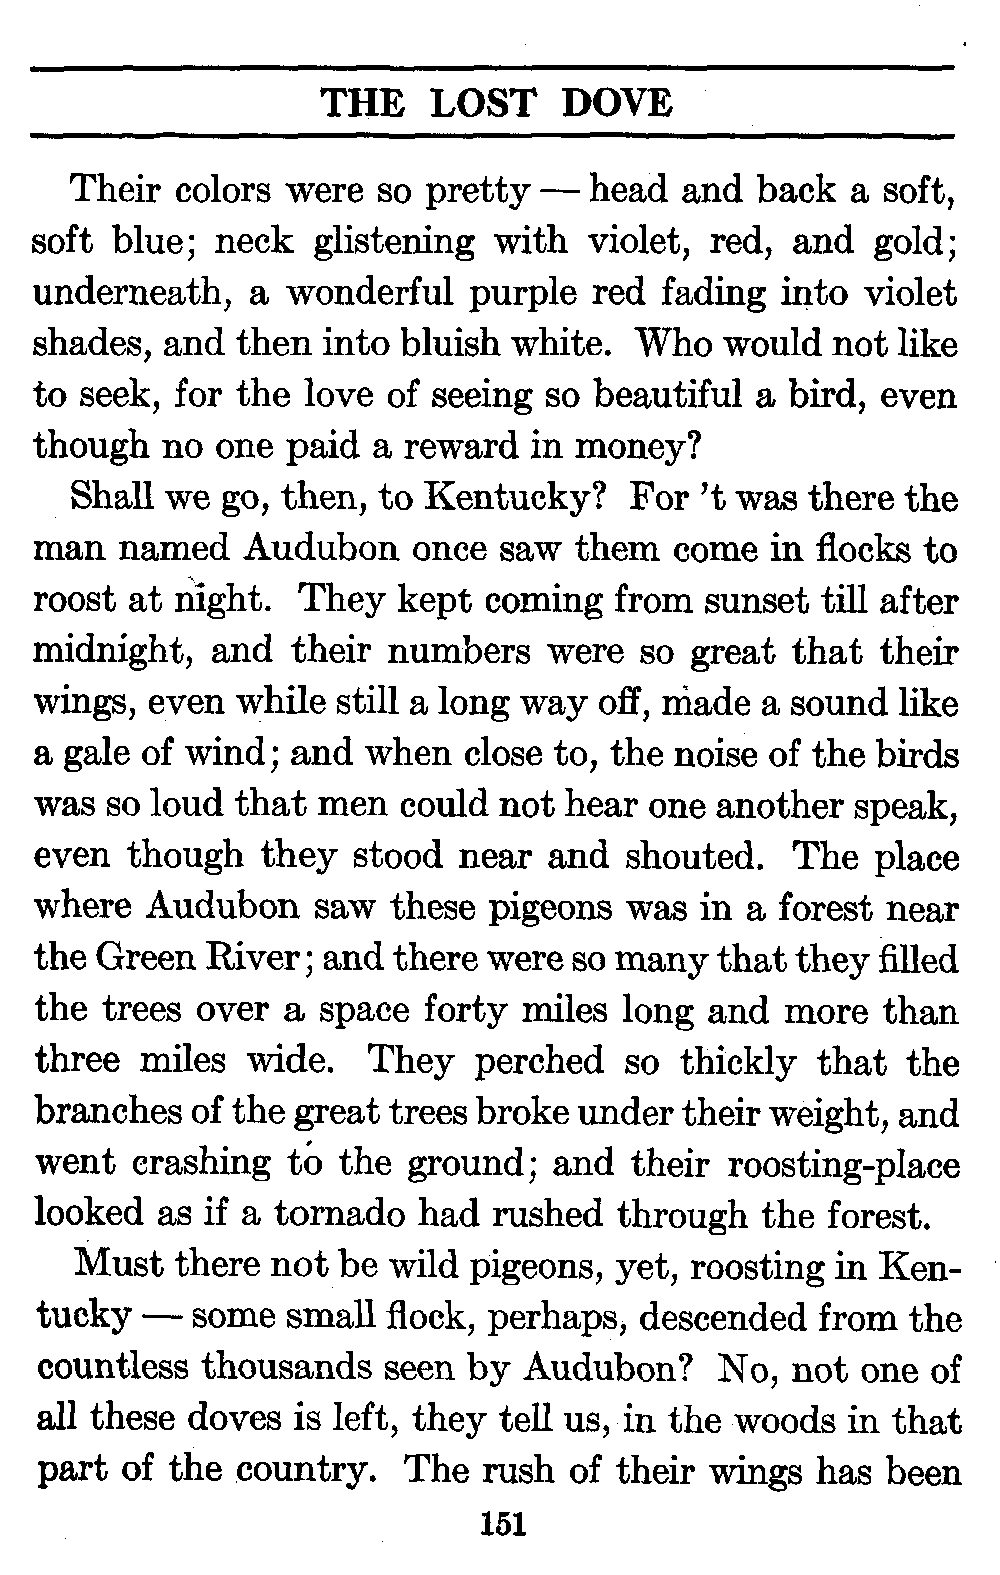 THE LOST DOVE
Their colors were so pretty — head and back a soft,
soft blue; neck glistening with violet, red, and gold;
underneath, a wonderful purple red fading into violet
shades, and then into bluish white. Who would not like
to seek, for the love of seeing so beautiful a bird, even
though no one paid a reward in money?
Shall we go, then, to Kentucky? For 't was there the
man named Audubon once saw them come in flocks to
roost at night. They kept coming from sunset till after
midnight, and their numbers were so great that their
wings, even while still a long way off, made a sound like
a gale of wind; and when close to, the noise of the birds
was so loud that men could not hear one another speak,
even though they stood near and shouted. The place
where Audubon saw these pigeons was in a forest near
the Green River; and there were so many that they filled
the trees over a space forty miles long and more than
three miles wide. They perched so thickly that the
branches of the great trees broke under their weight, and
went crashing to the ground; and their roosting-place
looked as if a tornado had rushed through the forest.
Must there not be wild pigeons, yet, roosting in Ken-
tucky — some small flock, perhaps, descended from the
countless thousands seen by Audubon? No, not one of
all these doves is left, they tell us, in the woods in that
part of the country. The rush of their wings has been
151